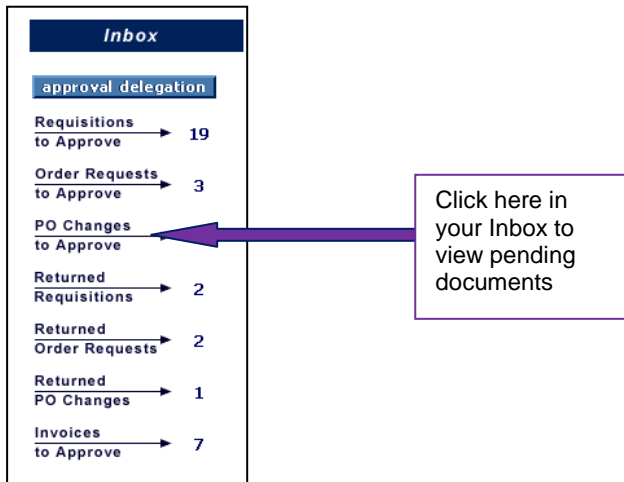 Inbox
approval delegation
Requisitions
to Approve 19
Order Requests
to Approve 3
PO Changes
to Approve
Returned
Requisitions 2
Returned
Order Requests 2
Returned
PO Changes 1
Invoices
to Approve 7
Click here in
your Inbox to
view pending
documents